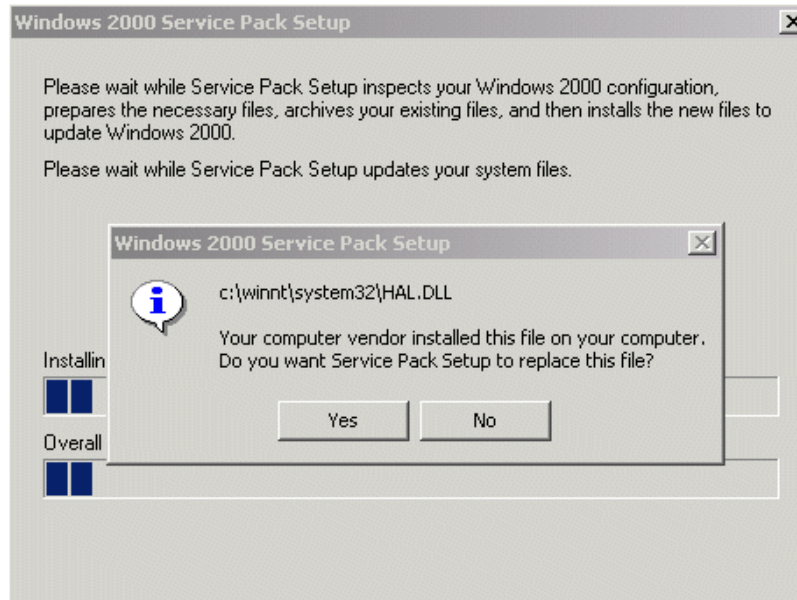 Windows 2000 Service Pack Setup
Please wait while Service Pack Setup inspects your Windows 2000 configuration,
prepares the necessary files, archives your existing files, and then installs the new files to
update Windows 2000.
Please wait while Service Pack Setup updates your system files.
Windows 2000 Service Pack Setup
c:\winnt\system32\HAL.DLL
Your computer vendor installed this file on your computer.
Do you want Service Pack Setup to replace this file?
Yes No
Installin
Overall